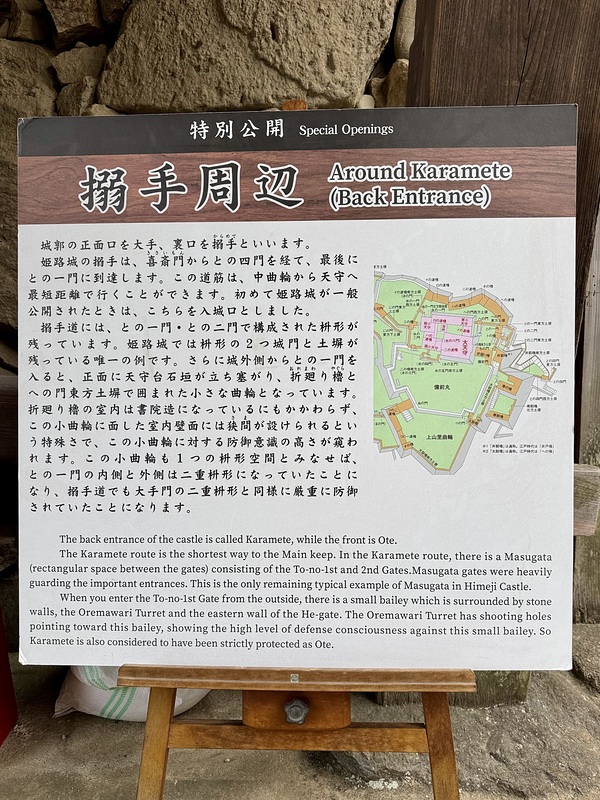 特別公開 Special Openings
搦手周辺
Around Karamete
(Back Entrance)
城郭の正面口を大手、裏口を搦手といいます。
姫路城の搦手は、喜斎門からとの四門を経て、最後に
との一門に到達します。この道筋は、中曲輪から天守へ
最短距離で行くことができます。初めて姫路城が一般
公開されたときは、こちらを入城口としました。
搦手道には、との一門・との二門で構成された枡形が
残っています。姫路城では枡形の2つ城門と土塀が
残っている唯一の例です。さらに城外側からとの一門を
入ると、正面に天守台石垣が立ち塞がり、折廻り櫓と
への門東方土塀で囲まれた小さな曲輪となっています。
折廻り櫓の室内は書院造になっているにもかかわらず、
この小曲輪に面した室内壁面には狭間が設けられるとい
う特殊さで、この小曲輪に対する防御意識の高さが窺わ
れます。この小曲輪も1つの枡形空間とみなせば、
との一門の内側と外側は二重枡形になっていたことに
なり、搦手道でも大手門の二重枡形と同様に厳重に防御
されていたことになります。
備前丸
上山里曲輪
The back entrance of the castle is called Karamete, while the front is Ote.
The Karamete route is the shortest way to the Main keep. In the Karamete route, there is a Masugata
(rectangular space between the gates) consisting of the To-no-1st and 2nd Gates.Masugata gates were heavily
guarding the important entrances. This is the only remaining typical example of Masugata in Himeji Castle.
When you enter the To-no-1st Gate from the outside, there is a small bailey which is surrounded by stone
walls, the Oremawari Turret and the eastern wall of the He-gate. The Oremawari Turret has shooting holes
pointing toward this bailey, showing the high level of defense consciousness against this small bailey. So
Karamete is also considered to have been strictly protected as Ote.